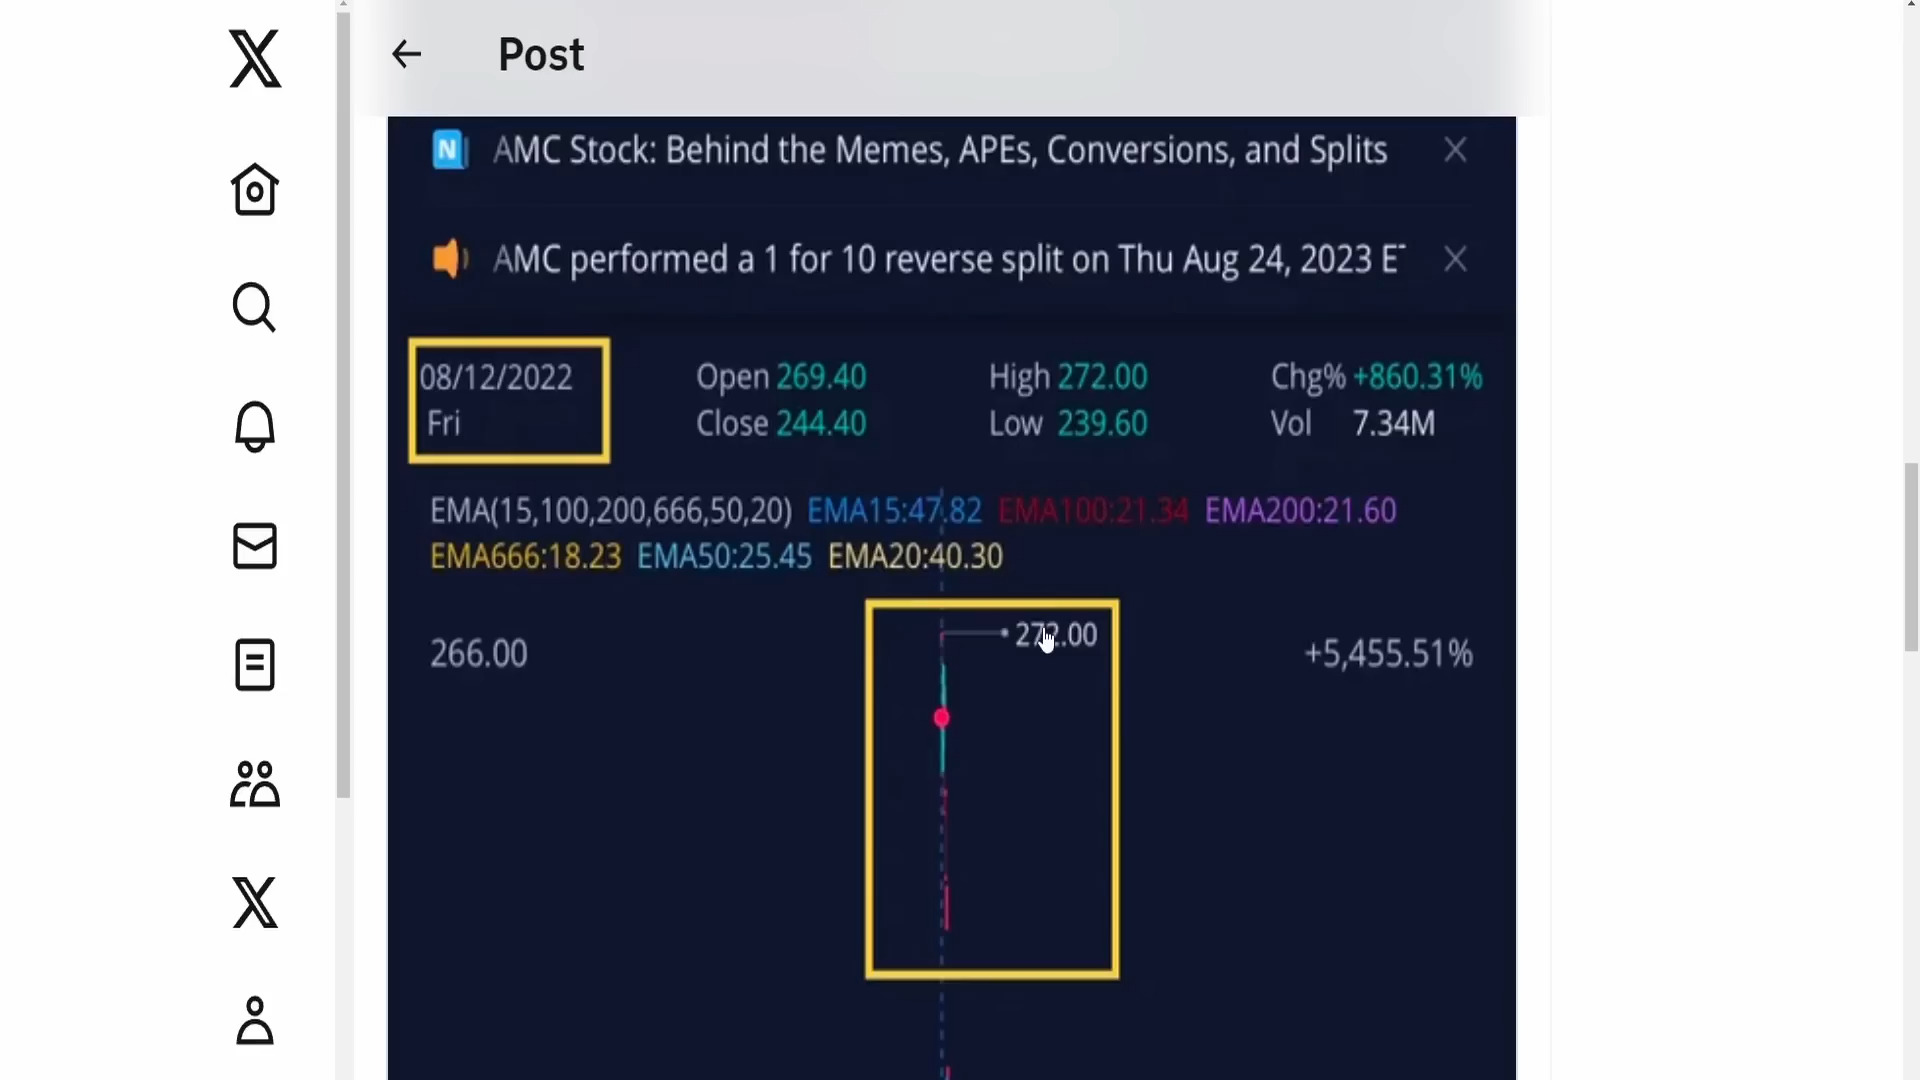 Post
N AMC Stock: Behind the Memes, APEs, Conversions, and Splits
AMC performed a 1 for 10 reverse split on Thu Aug 24, 2023 ET
08/12/2022 Open 269.40 High 272.00 Chg% +860.31%
Fri Close 244.40 Low 239.60 Vol 7.34M
EMA(15,100,200,666,50,20) EMA15:47.82 EMA100:21.34 EMA200:21.60
EMA666:18.23 EMA50:25.45 EMA20:40.30
272.00
266.00 +5,455.51%